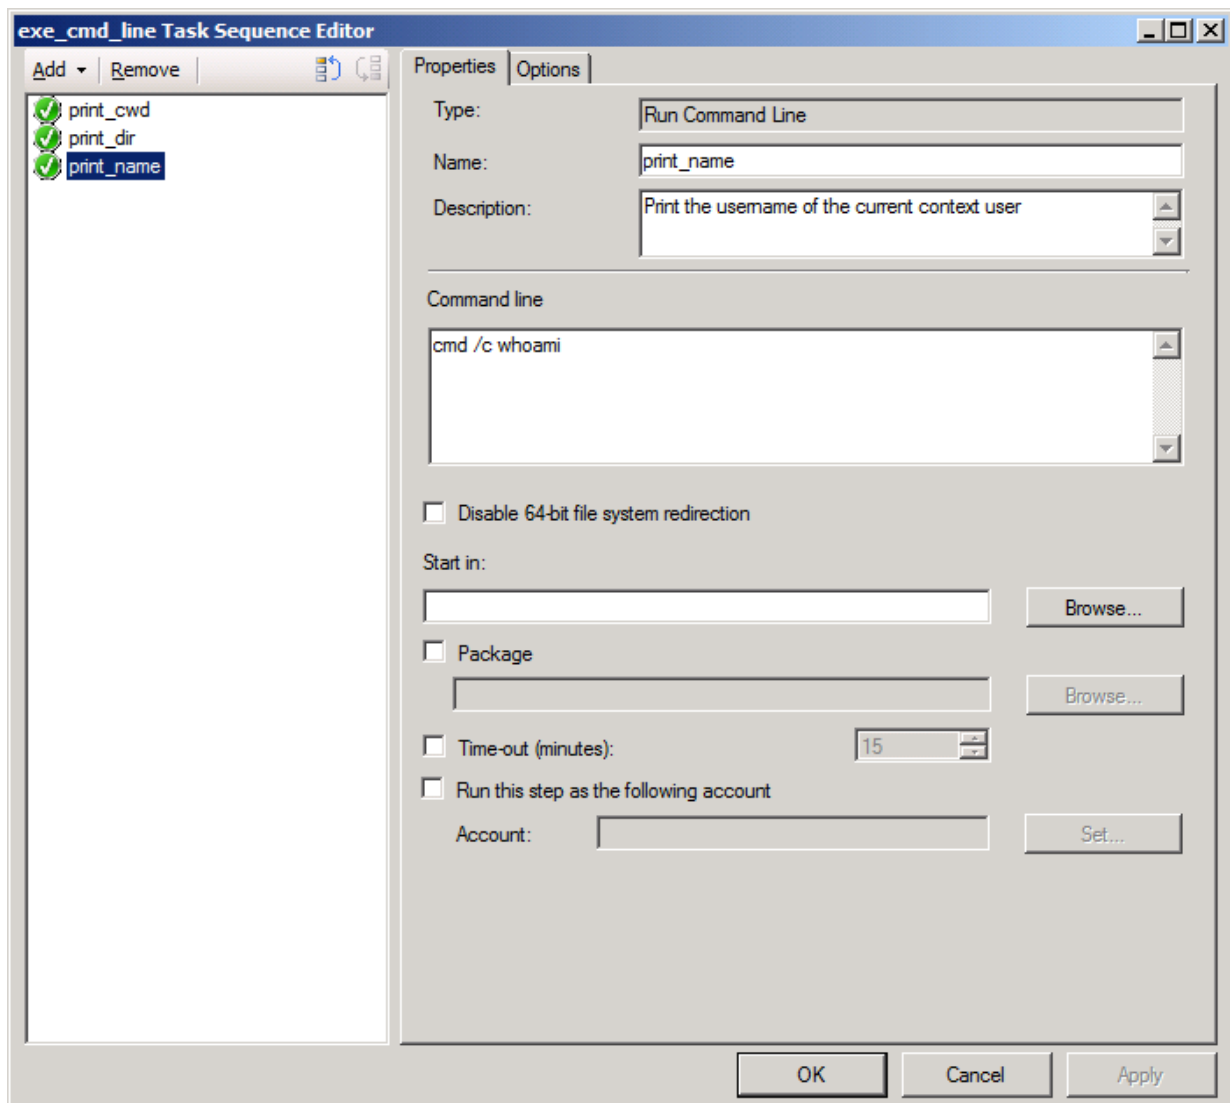 exe_cmd_line Task Sequence Editor
Add Remove
print_cwd
print_dir
print_name
Properties Options
Type: Run Command Line
Name: print_name
Description: Print the username of the current context user
Command line
cmd /c whoami
Disable 64-bit file system redirection
Start in:
Browse...
Package
Browse...
Time-out (minutes): 15
Run this step as the following account
Account: Set...
OK Cancel Apply